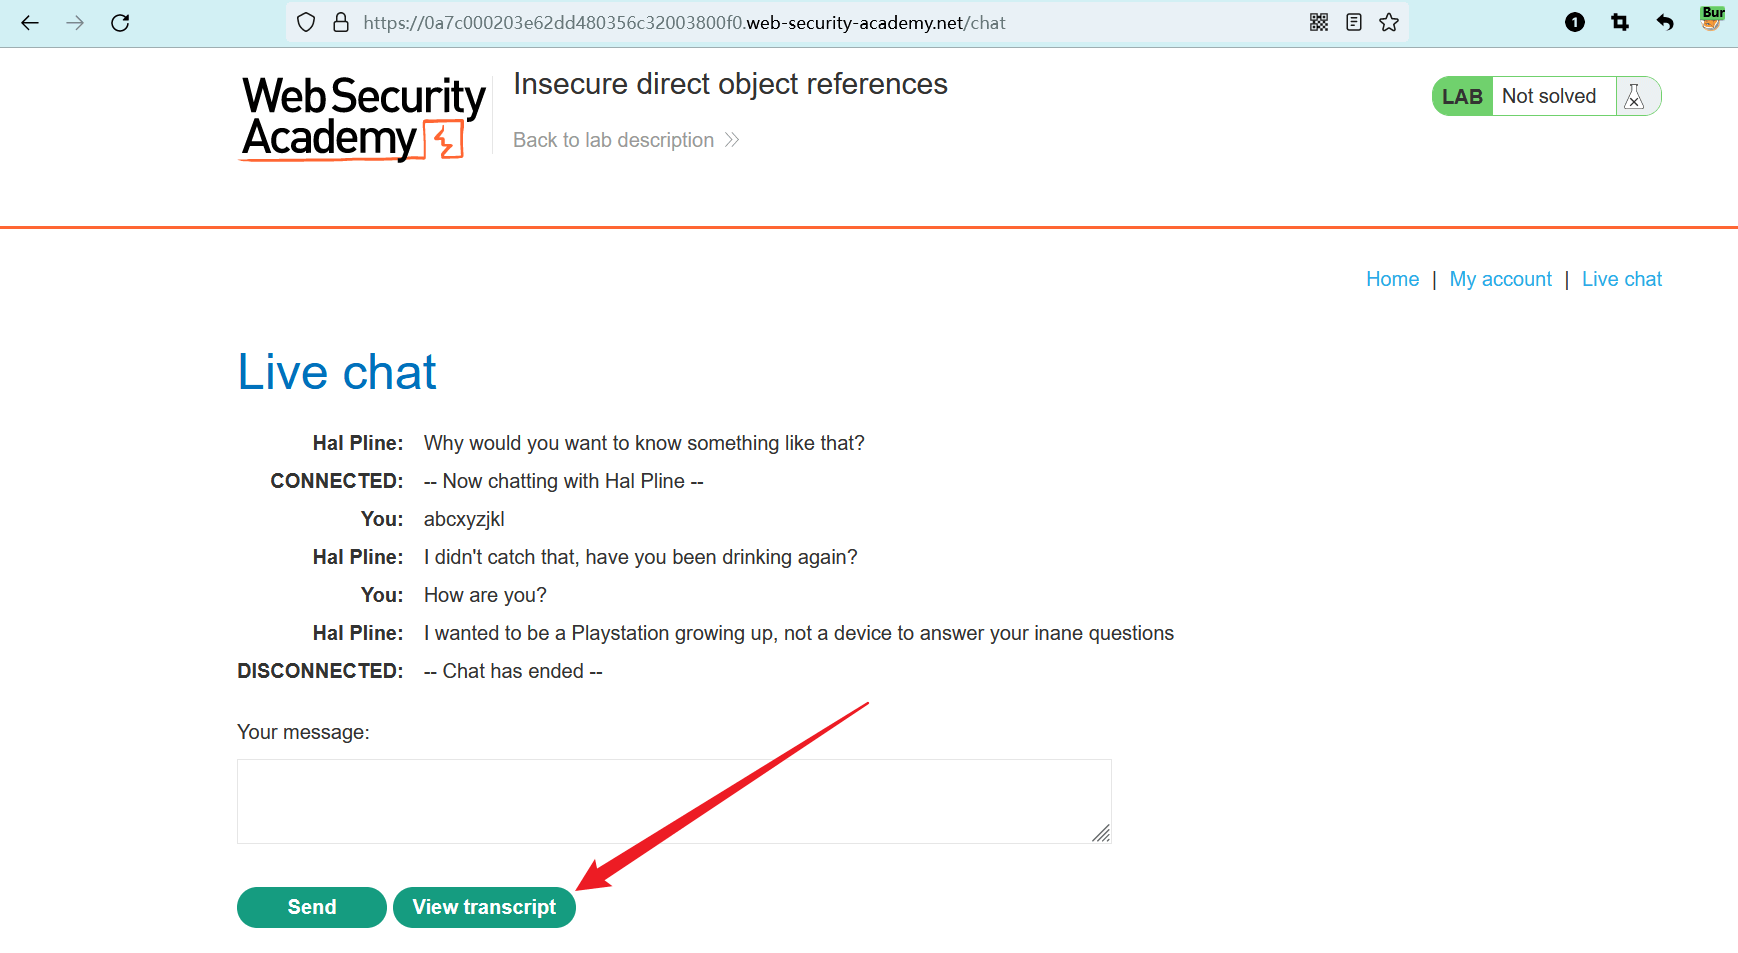 https://0a7c000203e62dd480356c32003800f0.web-security-academy.net/chat
1
Bur
Web Security
Academy
Insecure direct object references
Back to lab description
LAB Not solved
Home | My account | Live chat
Live chat
Hal Pline: Why would you want to know something like that?
CONNECTED: -- Now chatting with Hal Pline --
You: abcxyzjkl
Hal Pline: I didn't catch that, have you been drinking again?
You: How are you?
Hal Pline: I wanted to be a Playstation growing up, not a device to answer your inane questions
DISCONNECTED: -- Chat has ended --
Your message:
Send View transcript